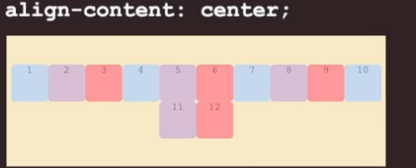 align-content: center;
1 2 3 4 5 6 7 8 9 10
11 12